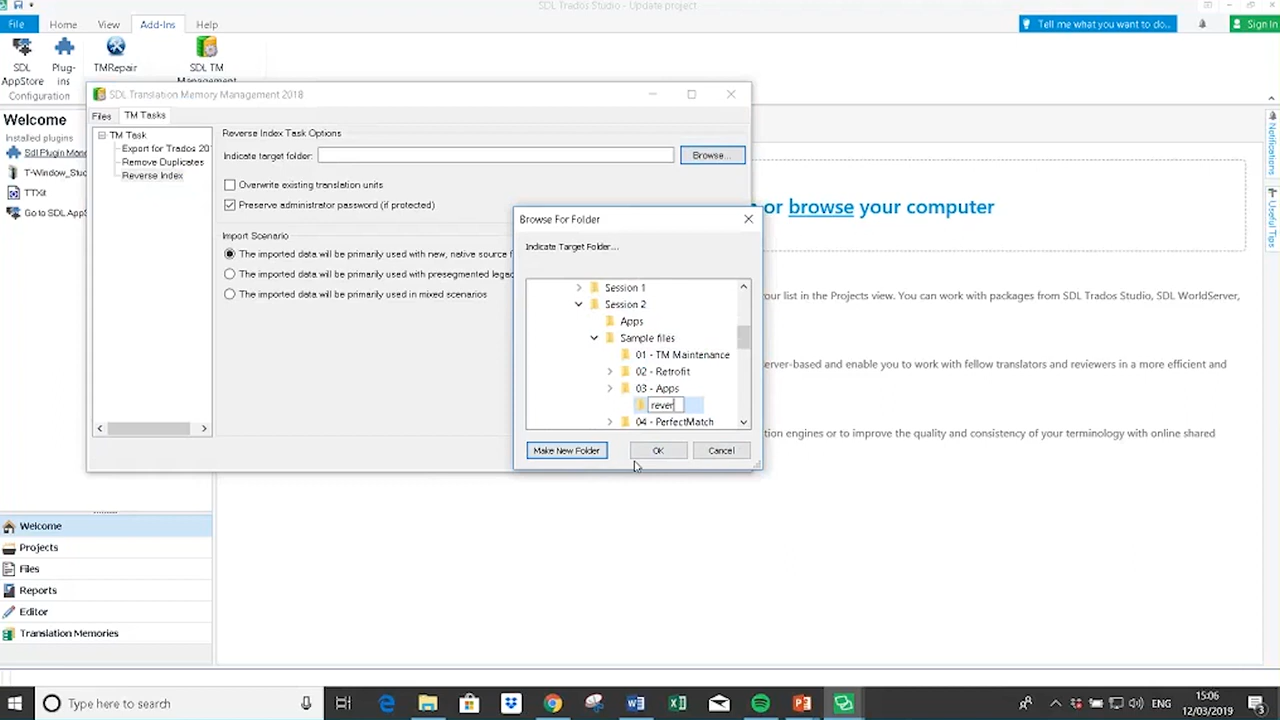 SDL Trados Studio - Update project
File
Home
View
Add-Ins
Help
Tell me what you want to do..
Sign In
SDL
AppStore
Plug-
ins
TMRepair
SDL TM
Management
Configuration
Welcome
Installed plugins
Sdl Plugin Mana
T-Window_Stud
TTXit
Go to SDL AppS
SDL Translation Memory Management 2018
Files
TM Tasks
TM Task
Export for Trados 20
Remove Duplicates
Reverse Index
Reverse Index Task Options
Indicate target folder:
Browse...
Overwrite existing translation units
Preserve administrator password (if protected)
Import Scenario
The imported data will be primarily used with new, native source f
The imported data will be primarily used with presegmented legac
The imported data will be primarily used in mixed scenarios
Browse For Folder
Indicate Target Folder...
Session 1
Session 2
Apps
Sample files
01 - TM Maintenance
02 - Retrofit
03 - Apps
rever
04 - PerfectMatch
Make New Folder
OK
Cancel
or browse your computer
our list in the Projects view. You can work with packages from SDL Trados Studio, SDL WorldServer,
erver-based and enable you to work with fellow translators and reviewers in a more efficient and
tion engines or to improve the quality and consistency of your terminology with online shared
Notifications
Useful Tips
Welcome
Projects
Files
Reports
Editor
Translation Memories
Type here to search
ENG
15:06
12/03/2019
3